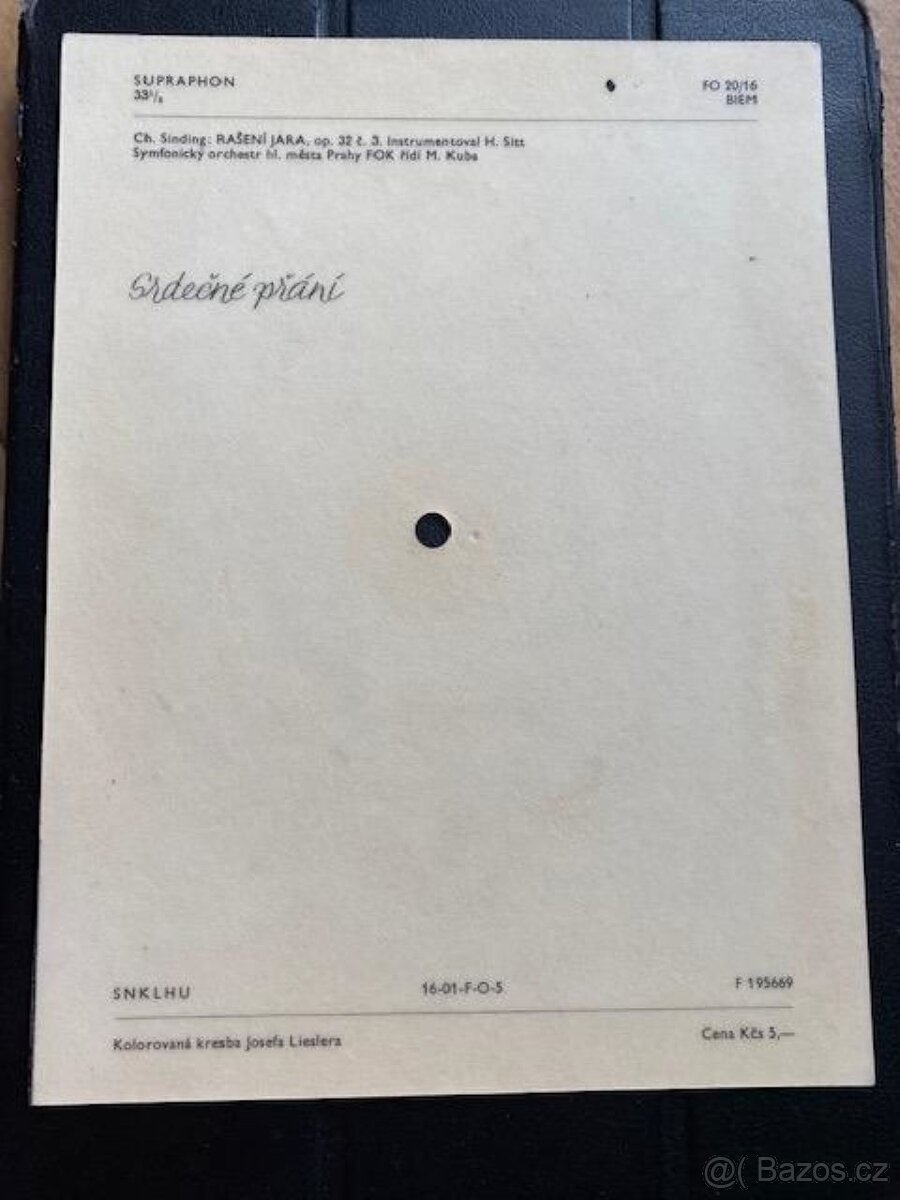 SUPRAPHON
33⅓
FO 20/16
BIEM
Ch. Sinding: RAŠENÍ JARA, op. 32 č. 3. Instrumentoval H. Sitt
Symfonický orchestr hl. města Prahy FOK řídí M. Kuba
Srdečné přání
SNKLHU
16-01-F-O-5
F 195669
Kolorovaná kresba Josefa Lieslera
Cena Kčs 5,—
@( Bazos.cz